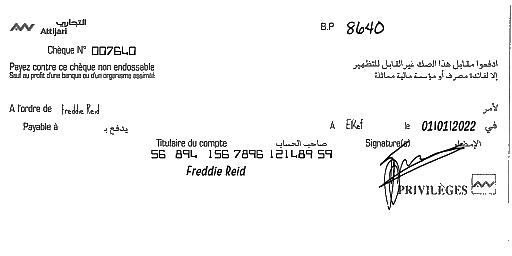 التجاري
Attijari
B.P 8640
Chèque N° 007640
Payez contre ce chèque non endossable
Sauf au profit d'une banque ou d'un organisme assimilé
ادفعوا مقابل هذا الصك غير القابل للتظهير
إلا لفائدة مصرف أو مؤسسة مالية مماثلة
A l'ordre de Freddie Reid
لأمر
Payable à
يدفع بـ
A ElKef le 01/01/2022 في
Titulaire du compte صاحب الحساب
Signature(s) الإمضاء
56 894 156 7896 121489 59
Freddie Reid
PRIVILÈGES